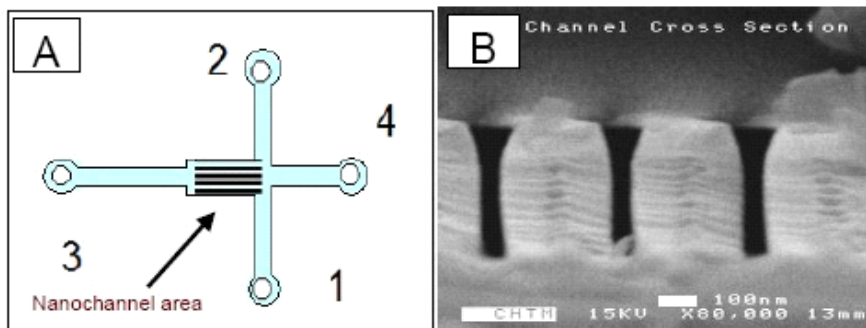 A
2
4
3
1
Nanochannel area
B
Channel Cross Section
100nm
CHTM 15KV X80,000 13mm